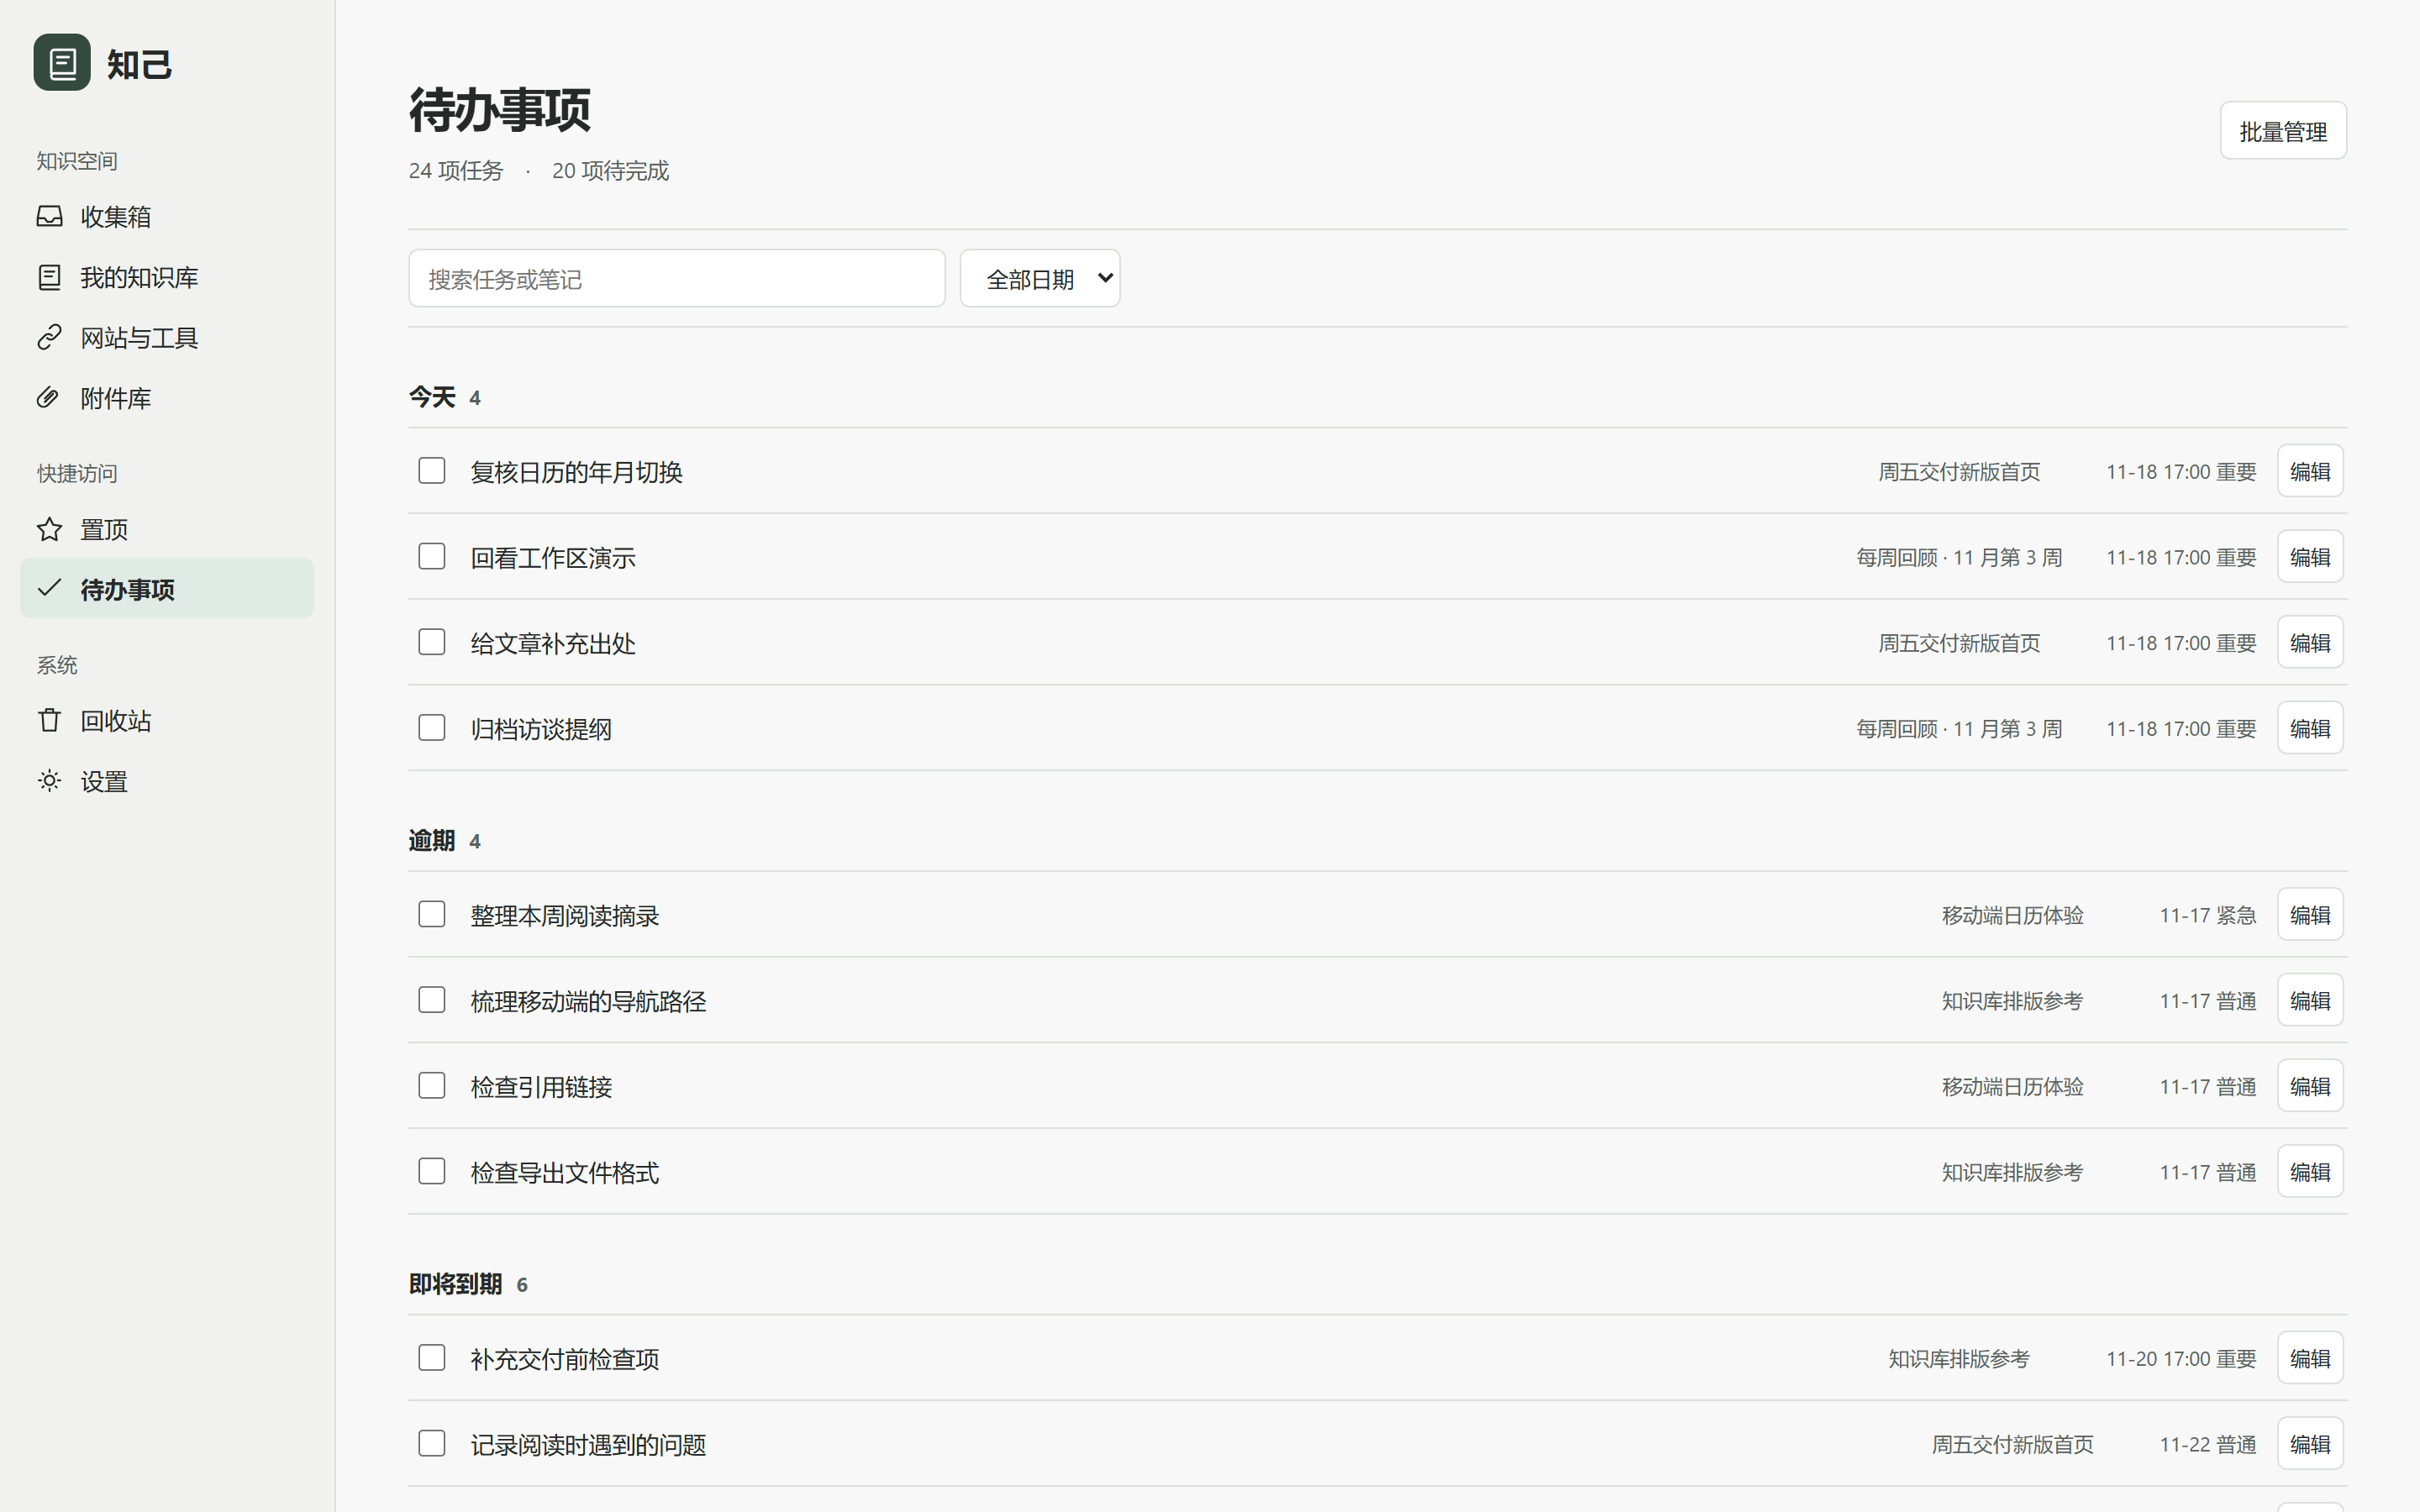 知己
知识空间
收集箱
我的知识库
网站与工具
附件库
快捷访问
置顶
待办事项
系统
回收站
设置
待办事项
24 项任务 · 20 项待完成
批量管理
搜索任务或笔记
全部日期
今天 4
复核日历的年月切换 周五交付新版首页 11-18 17:00 重要 编辑
回看工作区演示 每周回顾 · 11 月第 3 周 11-18 17:00 重要 编辑
给文章补充出处 周五交付新版首页 11-18 17:00 重要 编辑
归档访谈提纲 每周回顾 · 11 月第 3 周 11-18 17:00 重要 编辑
逾期 4
整理本周阅读摘录 移动端日历体验 11-17 紧急 编辑
梳理移动端的导航路径 知识库排版参考 11-17 普通 编辑
检查引用链接 移动端日历体验 11-17 普通 编辑
检查导出文件格式 知识库排版参考 11-17 普通 编辑
即将到期 6
补充交付前检查项 知识库排版参考 11-20 17:00 重要 编辑
记录阅读时遇到的问题 周五交付新版首页 11-22 普通 编辑